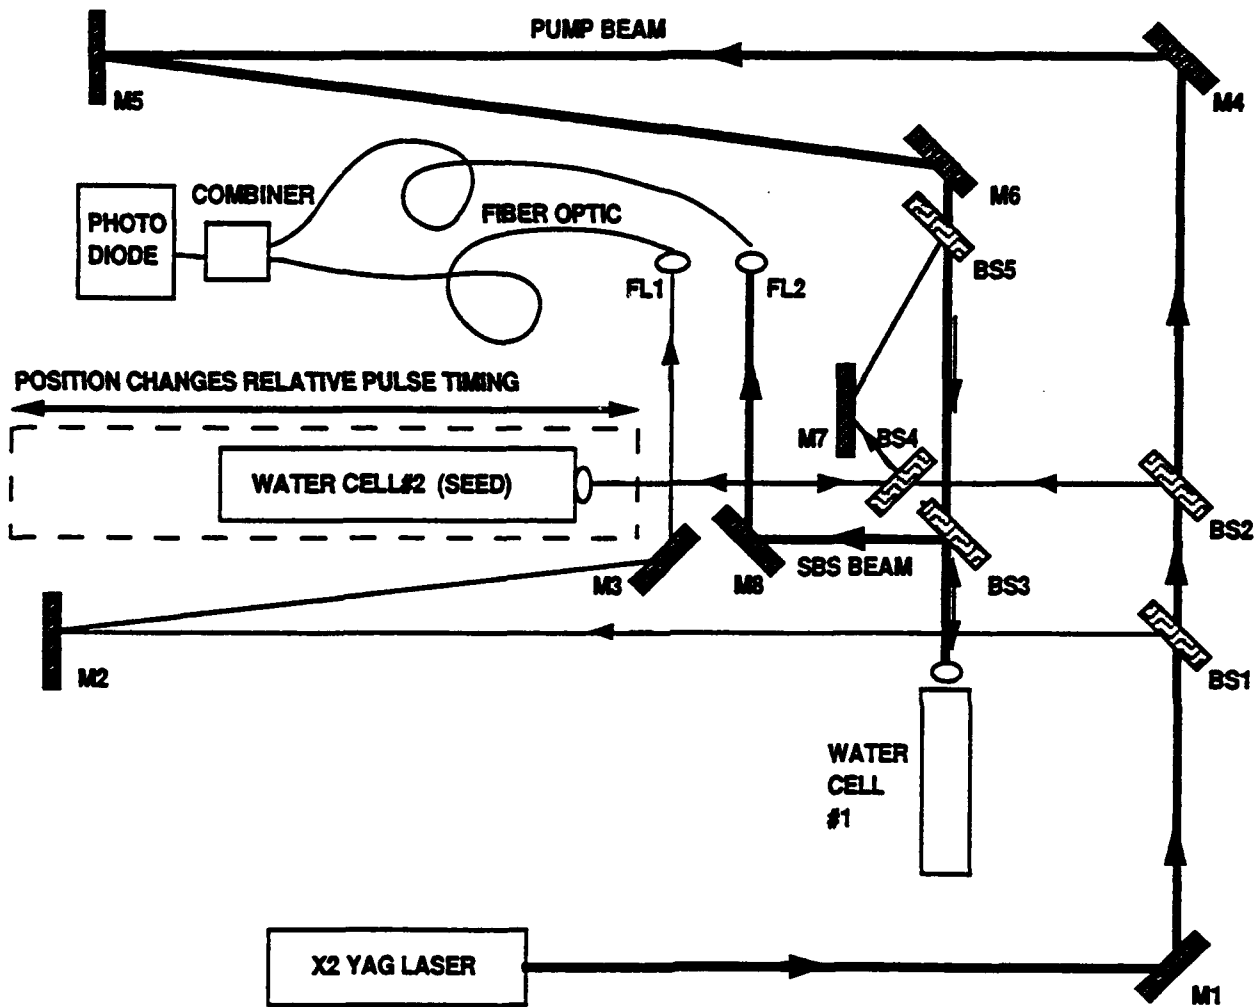 PUMP BEAM
M5
M4
M6
COMBINER
PHOTO
DIODE
FIBER OPTIC
BS5
FL1
FL2
POSITION CHANGES RELATIVE PULSE TIMING
M7
BS4
WATER CELL#2 (SEED)
BS2
M3
M8
SBS BEAM
BS3
M2
BS1
WATER
CELL
#1
X2 YAG LASER
M1